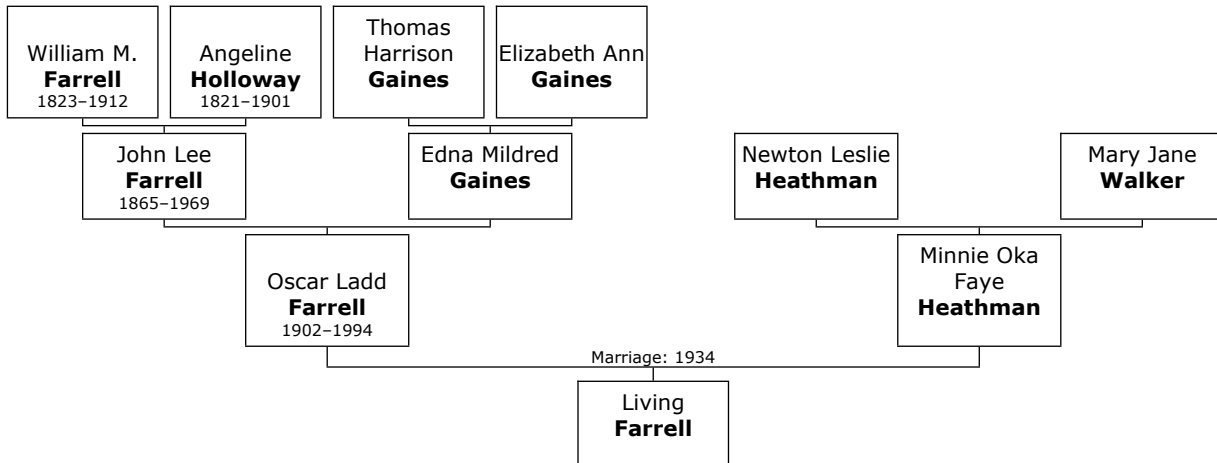 William M.
Farrell
1823–1912
Angeline
Holloway
1821–1901
Thomas
Harrison
Gaines
Elizabeth Ann
Gaines
John Lee
Farrell
1865–1969
Edna Mildred
Gaines
Newton Leslie
Heathman
Mary Jane
Walker
Oscar Ladd
Farrell
1902–1994
Minnie Oka
Faye
Heathman
Marriage: 1934
Living
Farrell